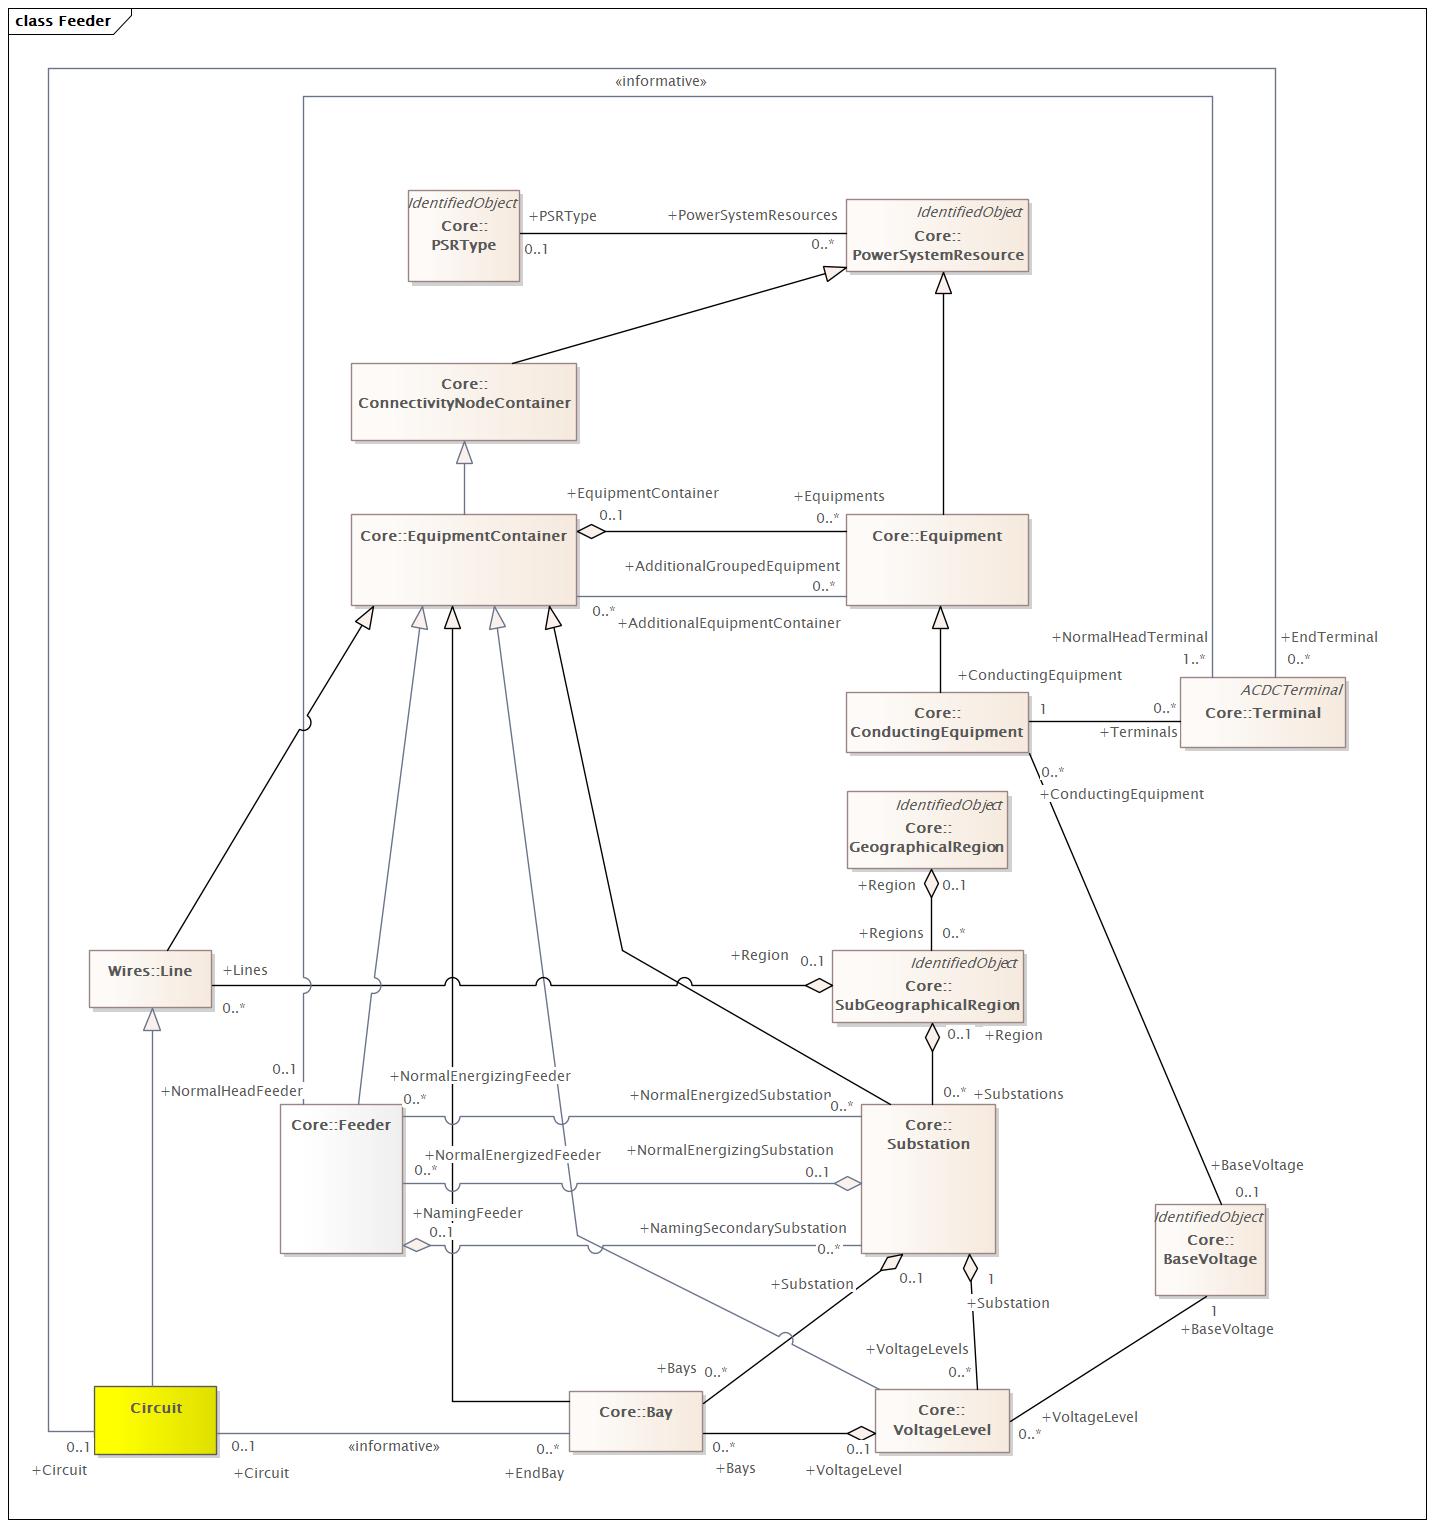 class Feeder
«informative»
IdentifiedObject
Core::
PSRType
+PSRType
0..1
+PowerSystemResources
0..*
IdentifiedObject
Core::
PowerSystemResource
Core::
ConnectivityNodeContainer
+EquipmentContainer
0..1
+Equipments
0..*
Core::EquipmentContainer
Core::Equipment
+AdditionalGroupedEquipment
0..*
0..*
+AdditionalEquipmentContainer
+NormalHeadTerminal
1..*
+EndTerminal
0..*
+ConductingEquipment
1
0..*
+Terminals
ACDCTerminal
Core::Terminal
Core::
ConductingEquipment
0..*
+ConductingEquipment
IdentifiedObject
Core::
GeographicalRegion
+Region
0..1
+Regions
0..*
Wires::Line
+Lines
0..*
+Region
0..1
IdentifiedObject
Core::
SubGeographicalRegion
0..1
+Region
0..1
+NormalHeadFeeder
+NormalEnergizingFeeder
0..*
+NormalEnergizedSubstation
0..*
0..*
+Substations
Core::Feeder
Core::
Substation
+NormalEnergizedFeeder
0..*
+NormalEnergizingSubstation
0..1
+BaseVoltage
0..1
+NamingFeeder
0..1
+NamingSecondarySubstation
0..*
IdentifiedObject
Core::
BaseVoltage
+Substation
0..1
1
+Substation
1
+BaseVoltage
+VoltageLevels
0..*
+Bays
0..*
Circuit
Core::Bay
Core::
VoltageLevel
+VoltageLevel
0..*
0..1
+Circuit
0..1
+Circuit
«informative»
0..*
+EndBay
0..*
+Bays
0..1
+VoltageLevel